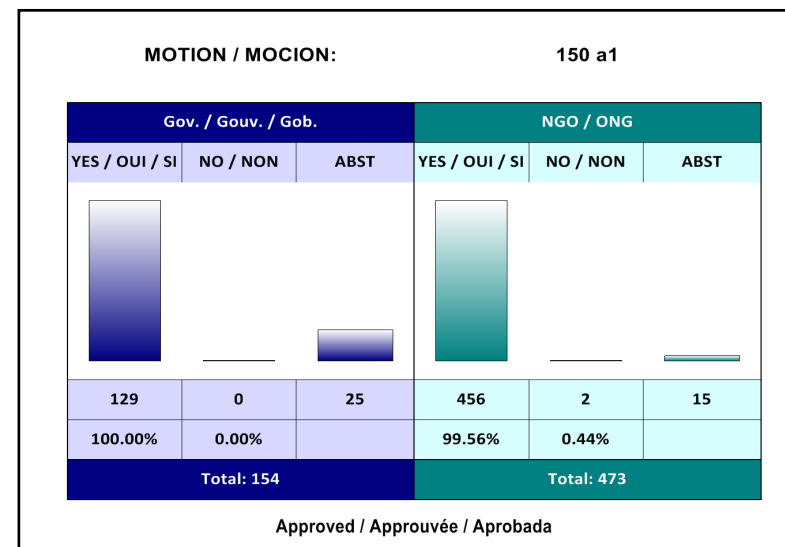 MOTION / MOCION: 150 a1
Gov. / Gouv. / Gob. NGO / ONG
YES / OUI / SI NO / NON ABST YES / OUI / SI NO / NON ABST
129 0 25 456 2 15
100.00% 0.00% 99.56% 0.44%
Total: 154 Total: 473
Approved / Approuvée / Aprobada